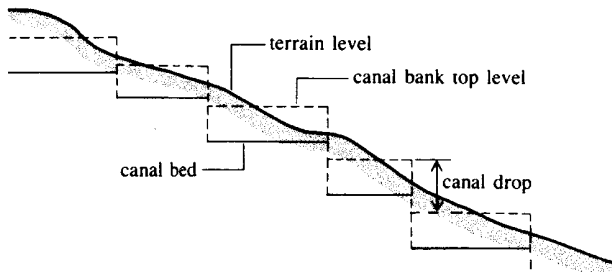 terrain level
canal bank top level
canal bed
canal drop